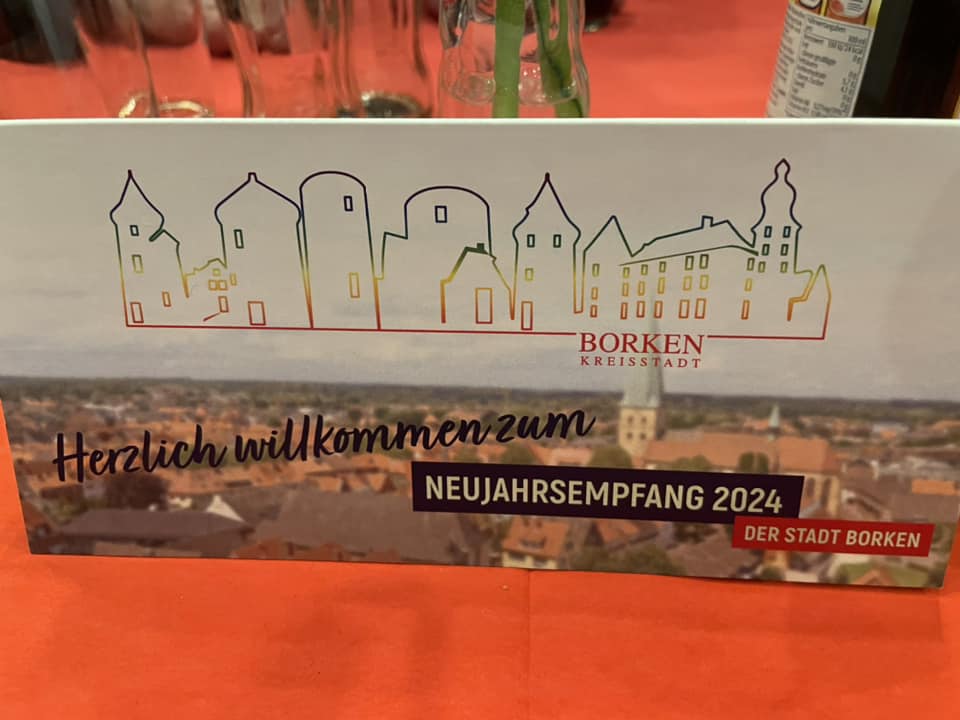 BORKEN
KREISSTADT
Herzlich willkommen zum
NEUJAHRSEMPFANG 2024
DER STADT BORKEN